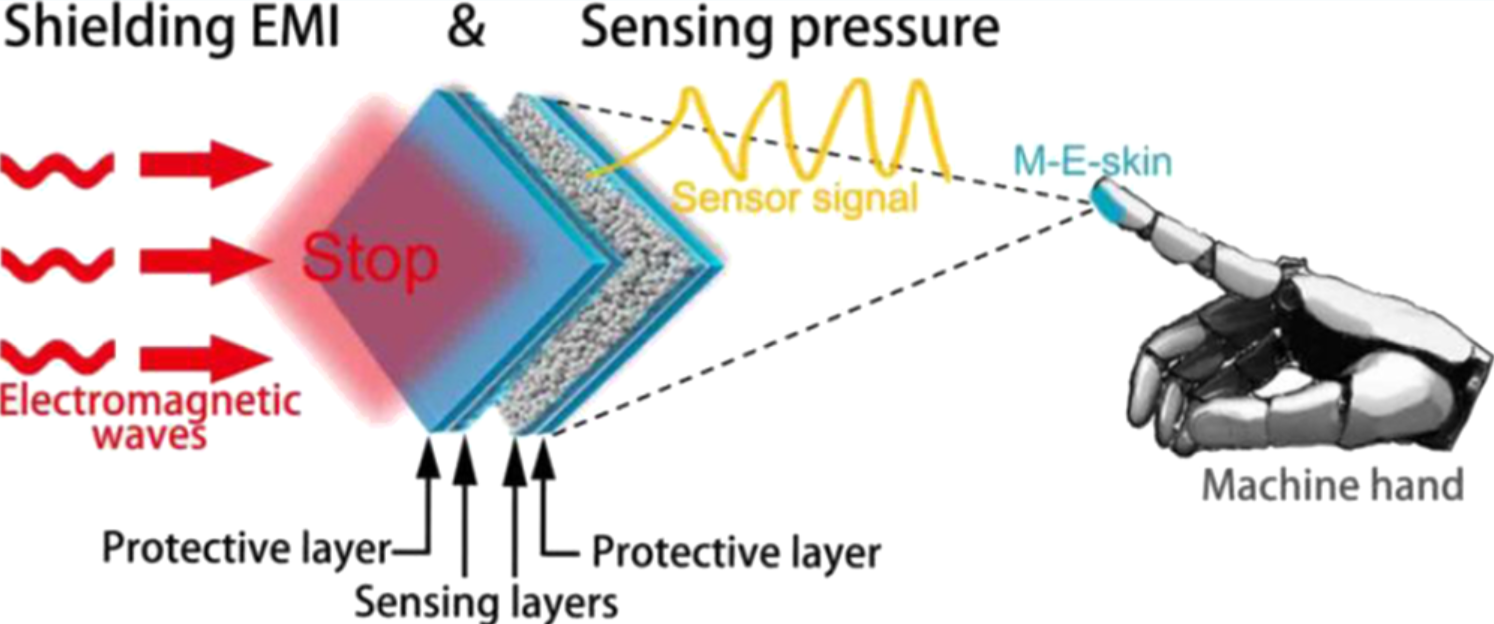 Shielding EMI & Sensing pressure
M-E-skin
Sensor signal
Stop
Electromagnetic
waves
Machine hand
Protective layer
Protective layer
Sensing layers